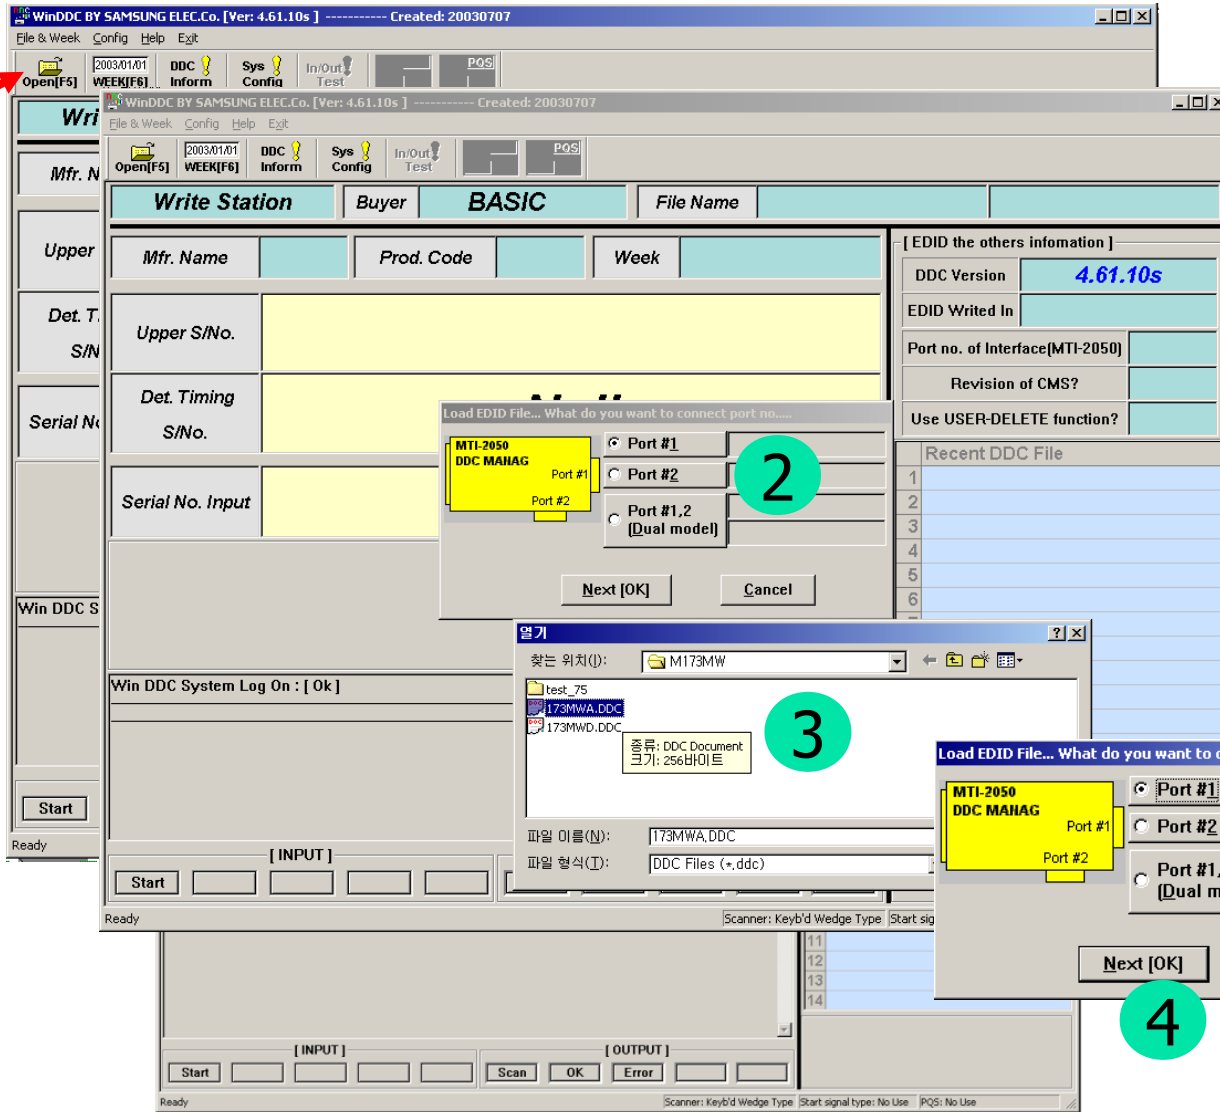 WinDDC BY SAMSUNG ELEC.Co. [Ver: 4.61.10s ] ----------- Created: 20030707
File & Week Config Help Exit
2003/01/01 DDC Sys In/Out PQS
Open[F5] WEEK[F6] Inform Config Test
Wri
Mfr. N
Upper
Det. T
S/N
Serial No
Win DDC S
Start
Ready
WinDDC BY SAMSUNG ELEC.Co. [Ver: 4.61.10s ] ----------- Created: 20030707
File & Week Config Help Exit
2003/01/01 DDC Sys In/Out PQS
Open[F5] WEEK[F6] Inform Config Test
Write Station Buyer BASIC File Name
Mfr. Name Prod. Code Week
Upper S/No.
Det. Timing
S/No.
Serial No. Input
[ EDID the others infomation ]
DDC Version 4.61.10s
EDID Writed In
Port no. of Interface(MTI-2050)
Revision of CMS?
Use USER-DELETE function?
Recent DDC File
1
2
3
4
5
6
Win DDC System Log On : [ Ok ]
[ INPUT ]
Start
Ready Scanner: Keyb'd Wedge Type Start sig
Load EDID File... What do you want to connect port no.....
MTI-2050
DDC MANAG
Port #1
Port #2
Port #1
Port #2
Port #1,2
(Dual model)
Next [OK] Cancel
2
열기
찾는 위치(I): M173MW
test_75
173MWA.DDC
173MWD.DDC
종류: DDC Document
크기: 256바이트
파일 이름(N): 173MWA.DDC
파일 형식(T): DDC Files (*.ddc)
3
Load EDID File... What do you want to c
MTI-2050
DDC MANAG
Port #1
Port #2
Port #1
Port #2
Port #1,
(Dual m
Next [OK]
4
11
12
13
14
[ INPUT ] [ OUTPUT ]
Start Scan OK Error
Ready Scanner: Keyb'd Wedge Type Start signal type: No Use PQS: No Use